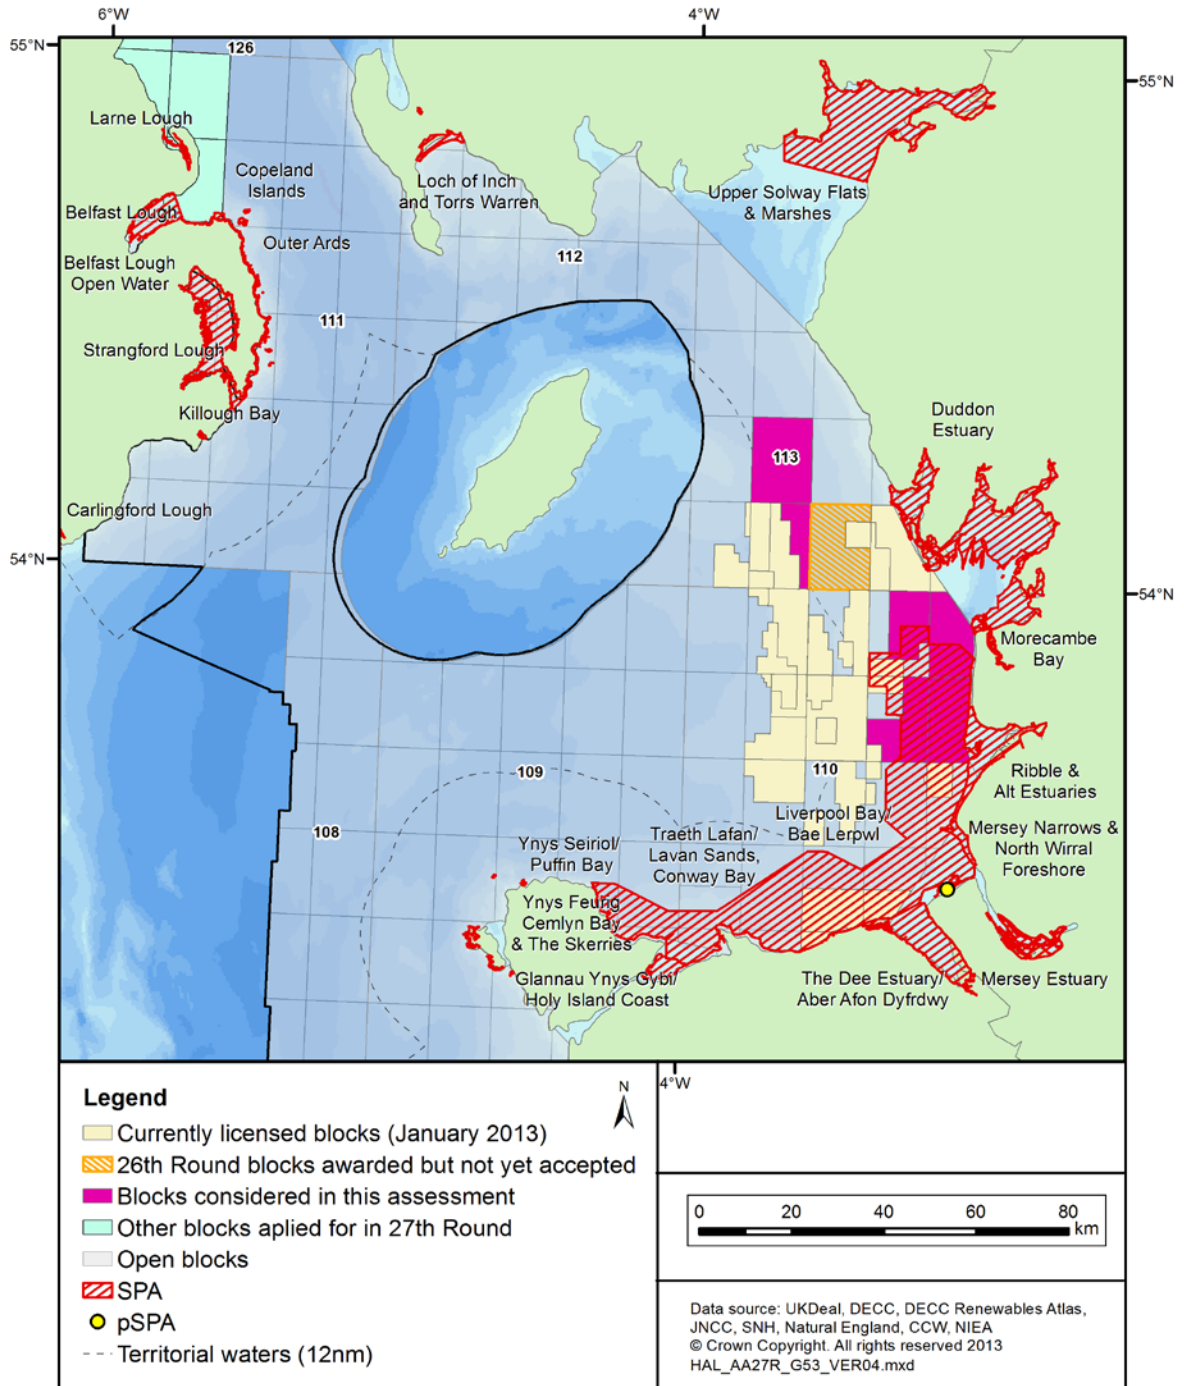 6°W
4°W
55°N
126
55°N
Larne Lough
Copeland
Islands
Loch of Inch
and Torrs Warren
Upper Solway Flats
& Marshes
Belfast Lough
Outer Ards
Belfast Lough
Open Water
112
111
Strangford Lough
Killough Bay
Duddon
Estuary
113
Carlingford Lough
54°N
54°N
Morecambe
Bay
109
110
Ribble &
Alt Estuaries
108
Liverpool Bay/
Bae Lerpwl
Mersey Narrows &
North Wirral
Foreshore
Ynys Seiriol/
Puffin Bay
Traeth Lafan/
Lavan Sands,
Conway Bay
Ynys Feurig
Cemlyn Bay
& The Skerries
Glannau Ynys Gybi/
Holy Island Coast
The Dee Estuary/
Aber Afon Dyfrdwy
Mersey Estuary
4°W
Legend
N
Currently licensed blocks (January 2013)
26th Round blocks awarded but not yet accepted
Blocks considered in this assessment
Other blocks aplied for in 27th Round
Open blocks
SPA
pSPA
Territorial waters (12nm)
0 20 40 60 80
km
Data source: UKDeal, DECC, DECC Renewables Atlas,
JNCC, SNH, Natural England, CCW, NIEA
© Crown Copyright. All rights reserved 2013
HAL_AA27R_G53_VER04.mxd